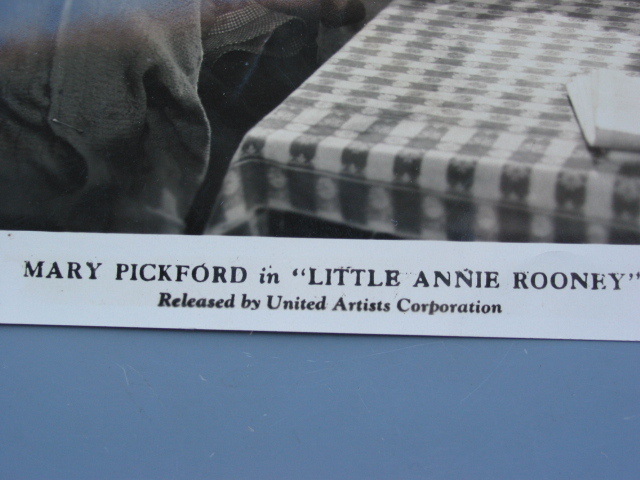 MARY PICKFORD in "LITTLE ANNIE ROONEY"
Released by United Artists Corporation